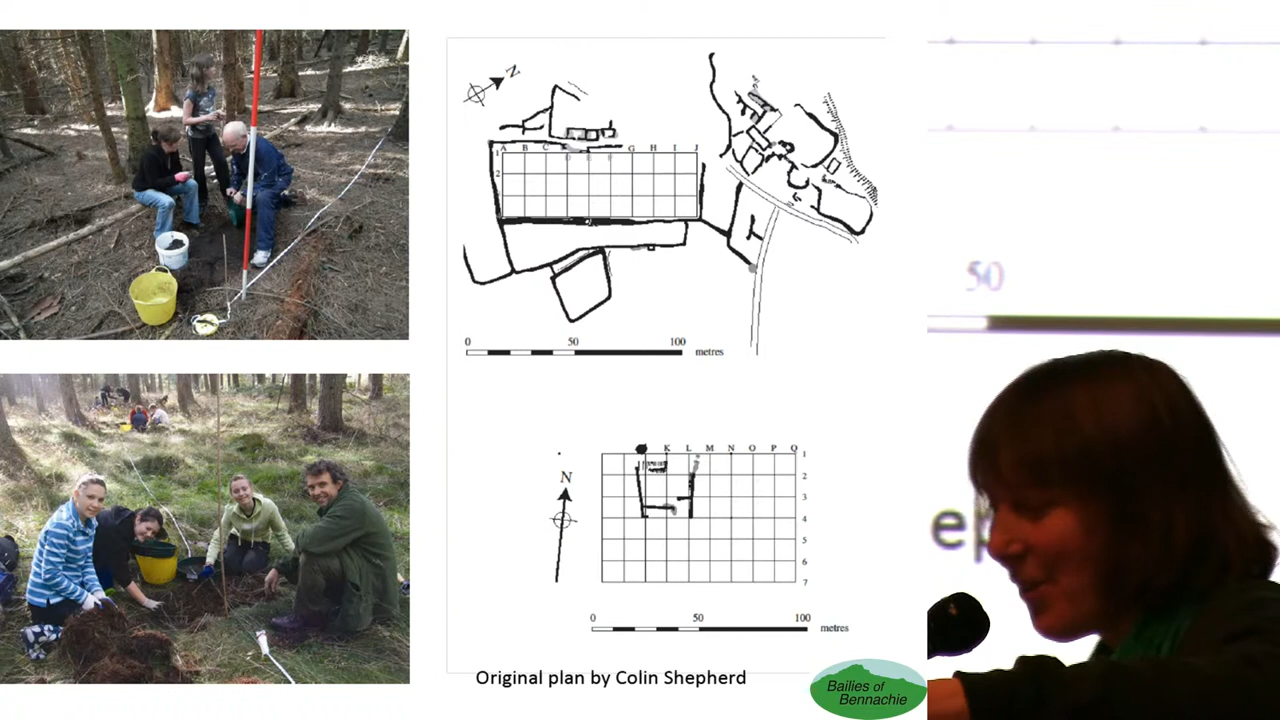 N
A B C D E F G H I J
1
2
0 50 100
metres
K L M N O P Q
1
2
3
4
5
6
7
N
0 50 100
metres
Original plan by Colin Shepherd
Bailies of
Bennachie
50
ep